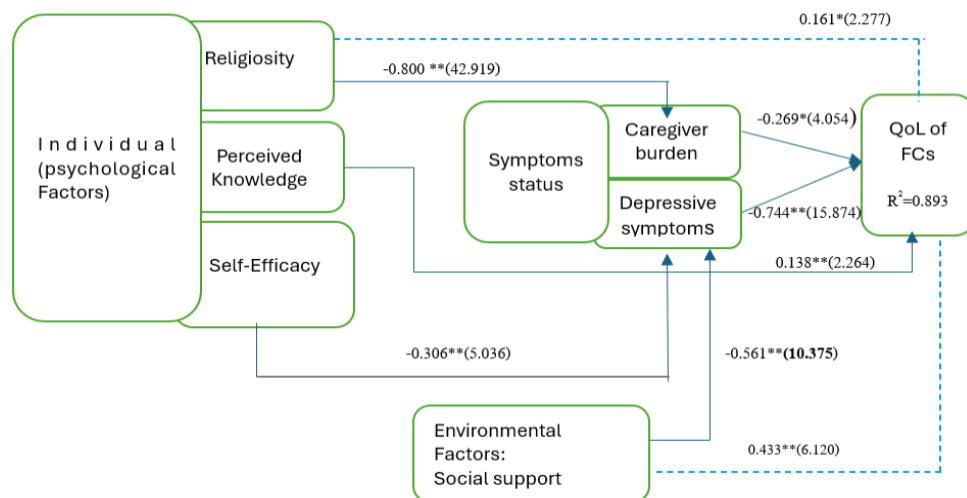 0.161*(2.277)
Religiosity
-0.800 **(42.919)
Individual
(psychological
Factors)
Perceived
Knowledge
Self-Efficacy
Symptoms
status
Caregiver
burden
Depressive
symptoms
-0.269*(4.054)
-0.744**(15.874)
QoL of
FCs
R²=0.893
0.138**(2.264)
-0.306**(5.036)
-0.561**(10.375)
Environmental
Factors:
Social support
0.433**(6.120)